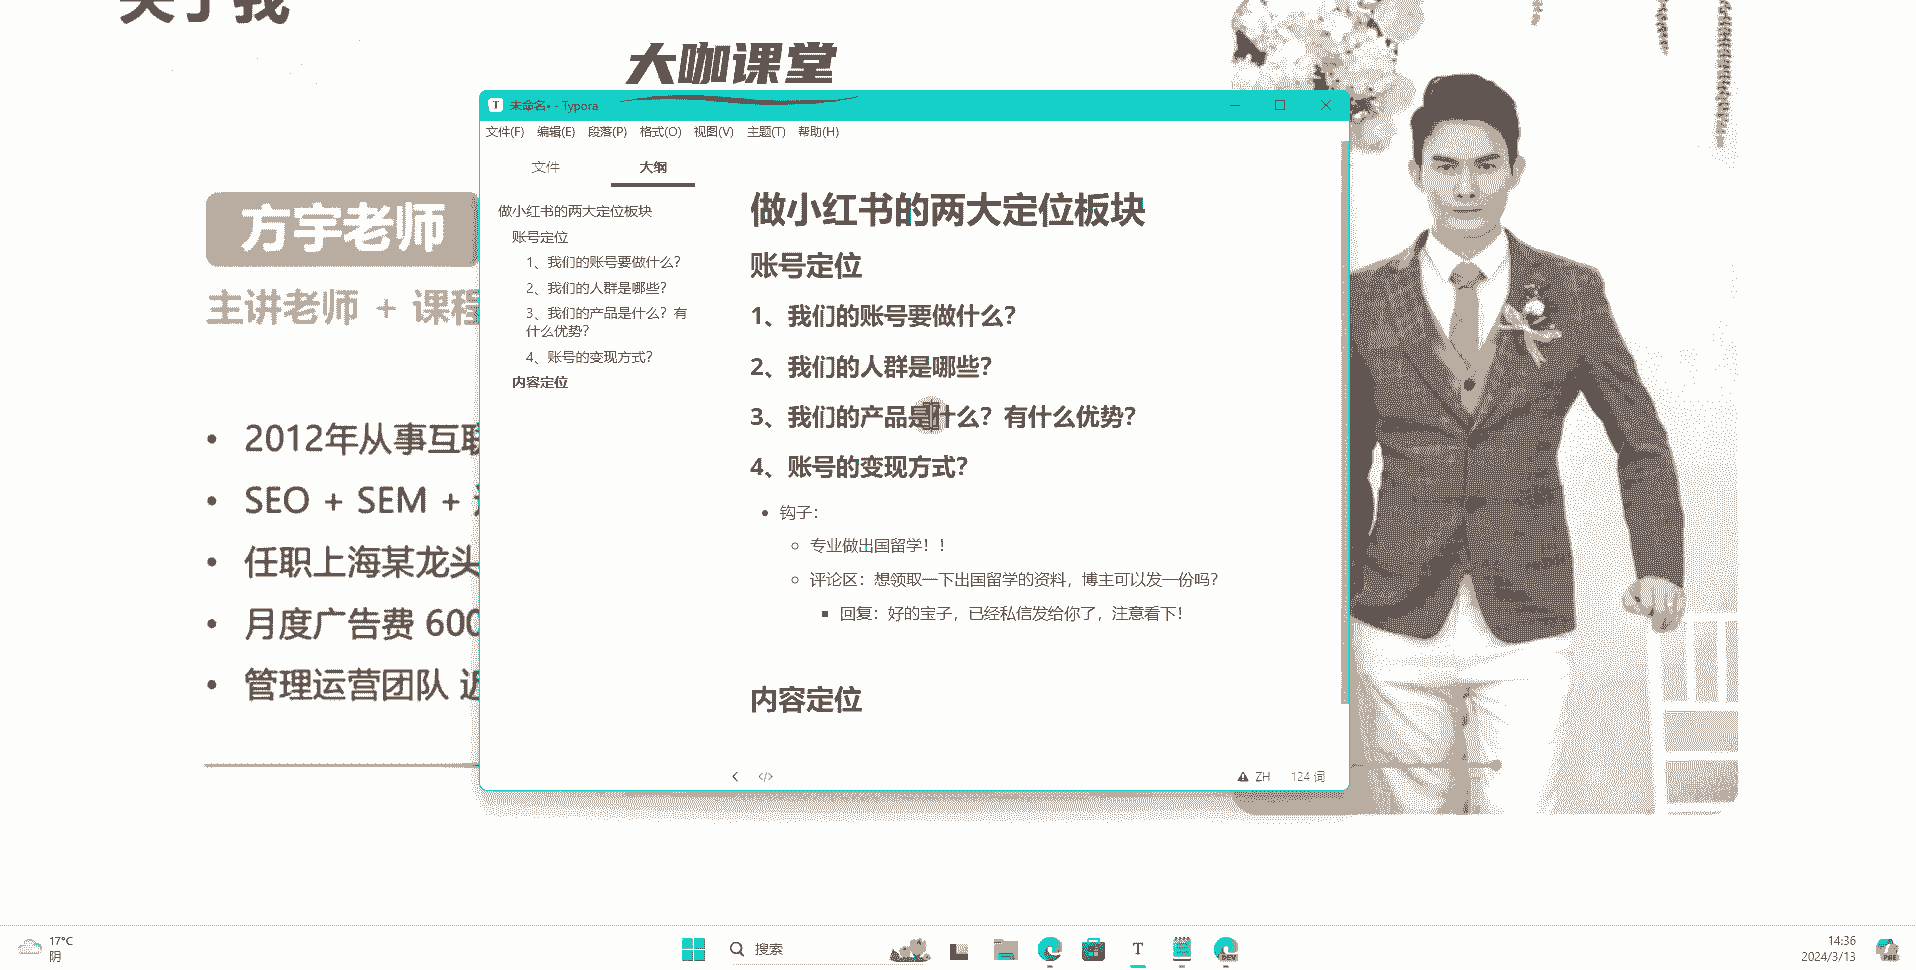 关于我
大咖课堂
方宇老师
主讲老师 + 课程
2012年从事互联
SEO + SEM +
任职上海某龙头
月度广告费 600
管理运营团队 近
未命名• - Typora
文件(F) 编辑(E) 段落(P) 格式(O) 视图(V) 主题(T) 帮助(H)
文件 大纲
做小红书的两大定位板块
账号定位
1、我们的账号要做什么？
2、我们的人群是哪些？
3、我们的产品是什么？有
什么优势？
4、账号的变现方式？
内容定位
做小红书的两大定位板块
账号定位
1、我们的账号要做什么？
2、我们的人群是哪些？
3、我们的产品是什么？有什么优势？
4、账号的变现方式？
钩子：
专业做出国留学！！
评论区：想领取一下出国留学的资料，博主可以发一份吗？
回复：好的宝子，已经私信发给你了，注意看下！
内容定位
ZH 124 词
17°C
阴
搜索
DEV
14:36
2024/3/13
PRE